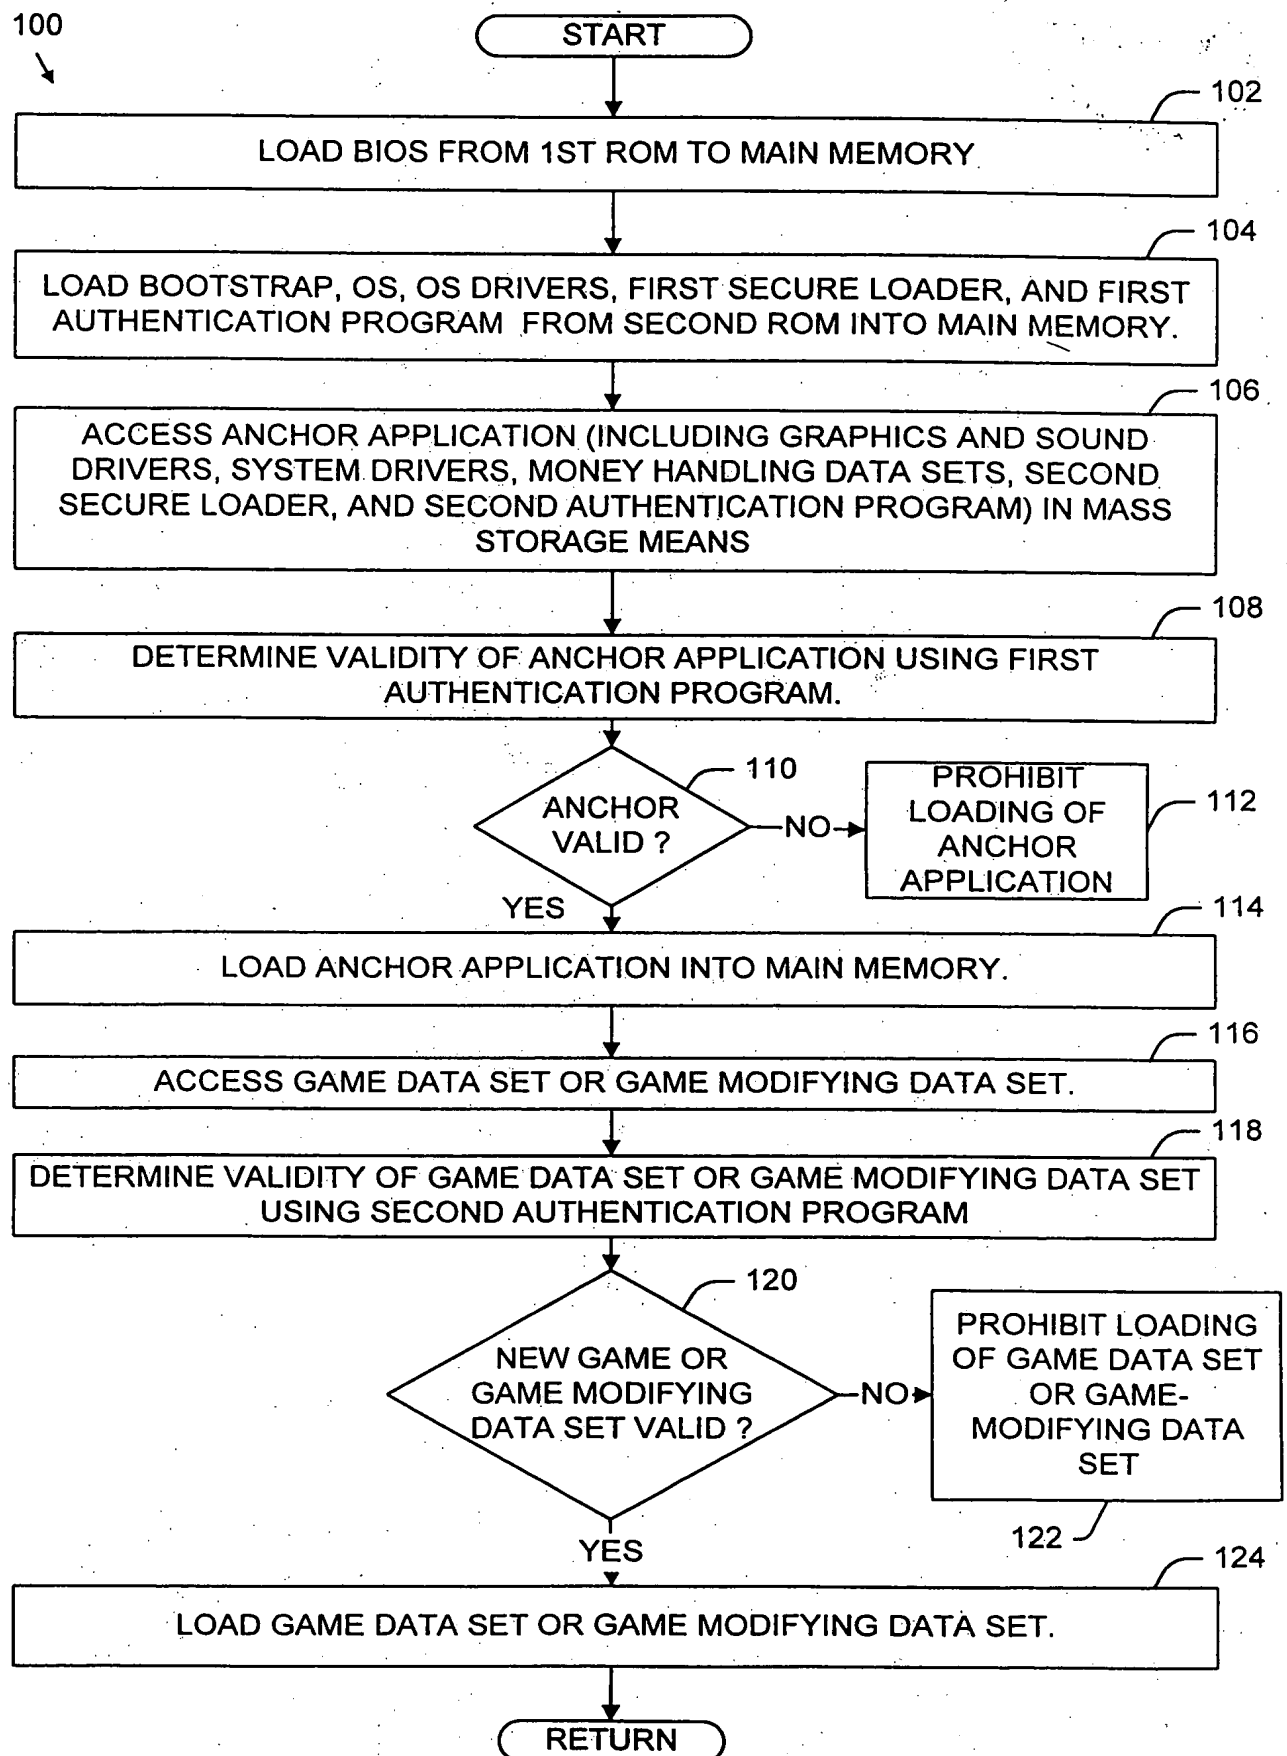 100
START
102
LOAD BIOS FROM 1ST ROM TO MAIN MEMORY
104
LOAD BOOTSTRAP, OS, OS DRIVERS, FIRST SECURE LOADER, AND FIRST
AUTHENTICATION PROGRAM FROM SECOND ROM INTO MAIN MEMORY.
106
ACCESS ANCHOR APPLICATION (INCLUDING GRAPHICS AND SOUND
DRIVERS, SYSTEM DRIVERS, MONEY HANDLING DATA SETS, SECOND
SECURE LOADER, AND SECOND AUTHENTICATION PROGRAM) IN MASS
STORAGE MEANS
108
DETERMINE VALIDITY OF ANCHOR APPLICATION USING FIRST
AUTHENTICATION PROGRAM.
110
ANCHOR
VALID ?
NO
PROHIBIT
LOADING OF
ANCHOR
APPLICATION
112
YES
114
LOAD ANCHOR APPLICATION INTO MAIN MEMORY.
116
ACCESS GAME DATA SET OR GAME MODIFYING DATA SET.
118
DETERMINE VALIDITY OF GAME DATA SET OR GAME MODIFYING DATA SET
USING SECOND AUTHENTICATION PROGRAM
120
NEW GAME OR
GAME MODIFYING
DATA SET VALID ?
NO
PROHIBIT LOADING
OF GAME DATA SET
OR GAME-
MODIFYING DATA
SET
122
YES
124
LOAD GAME DATA SET OR GAME MODIFYING DATA SET.
RETURN